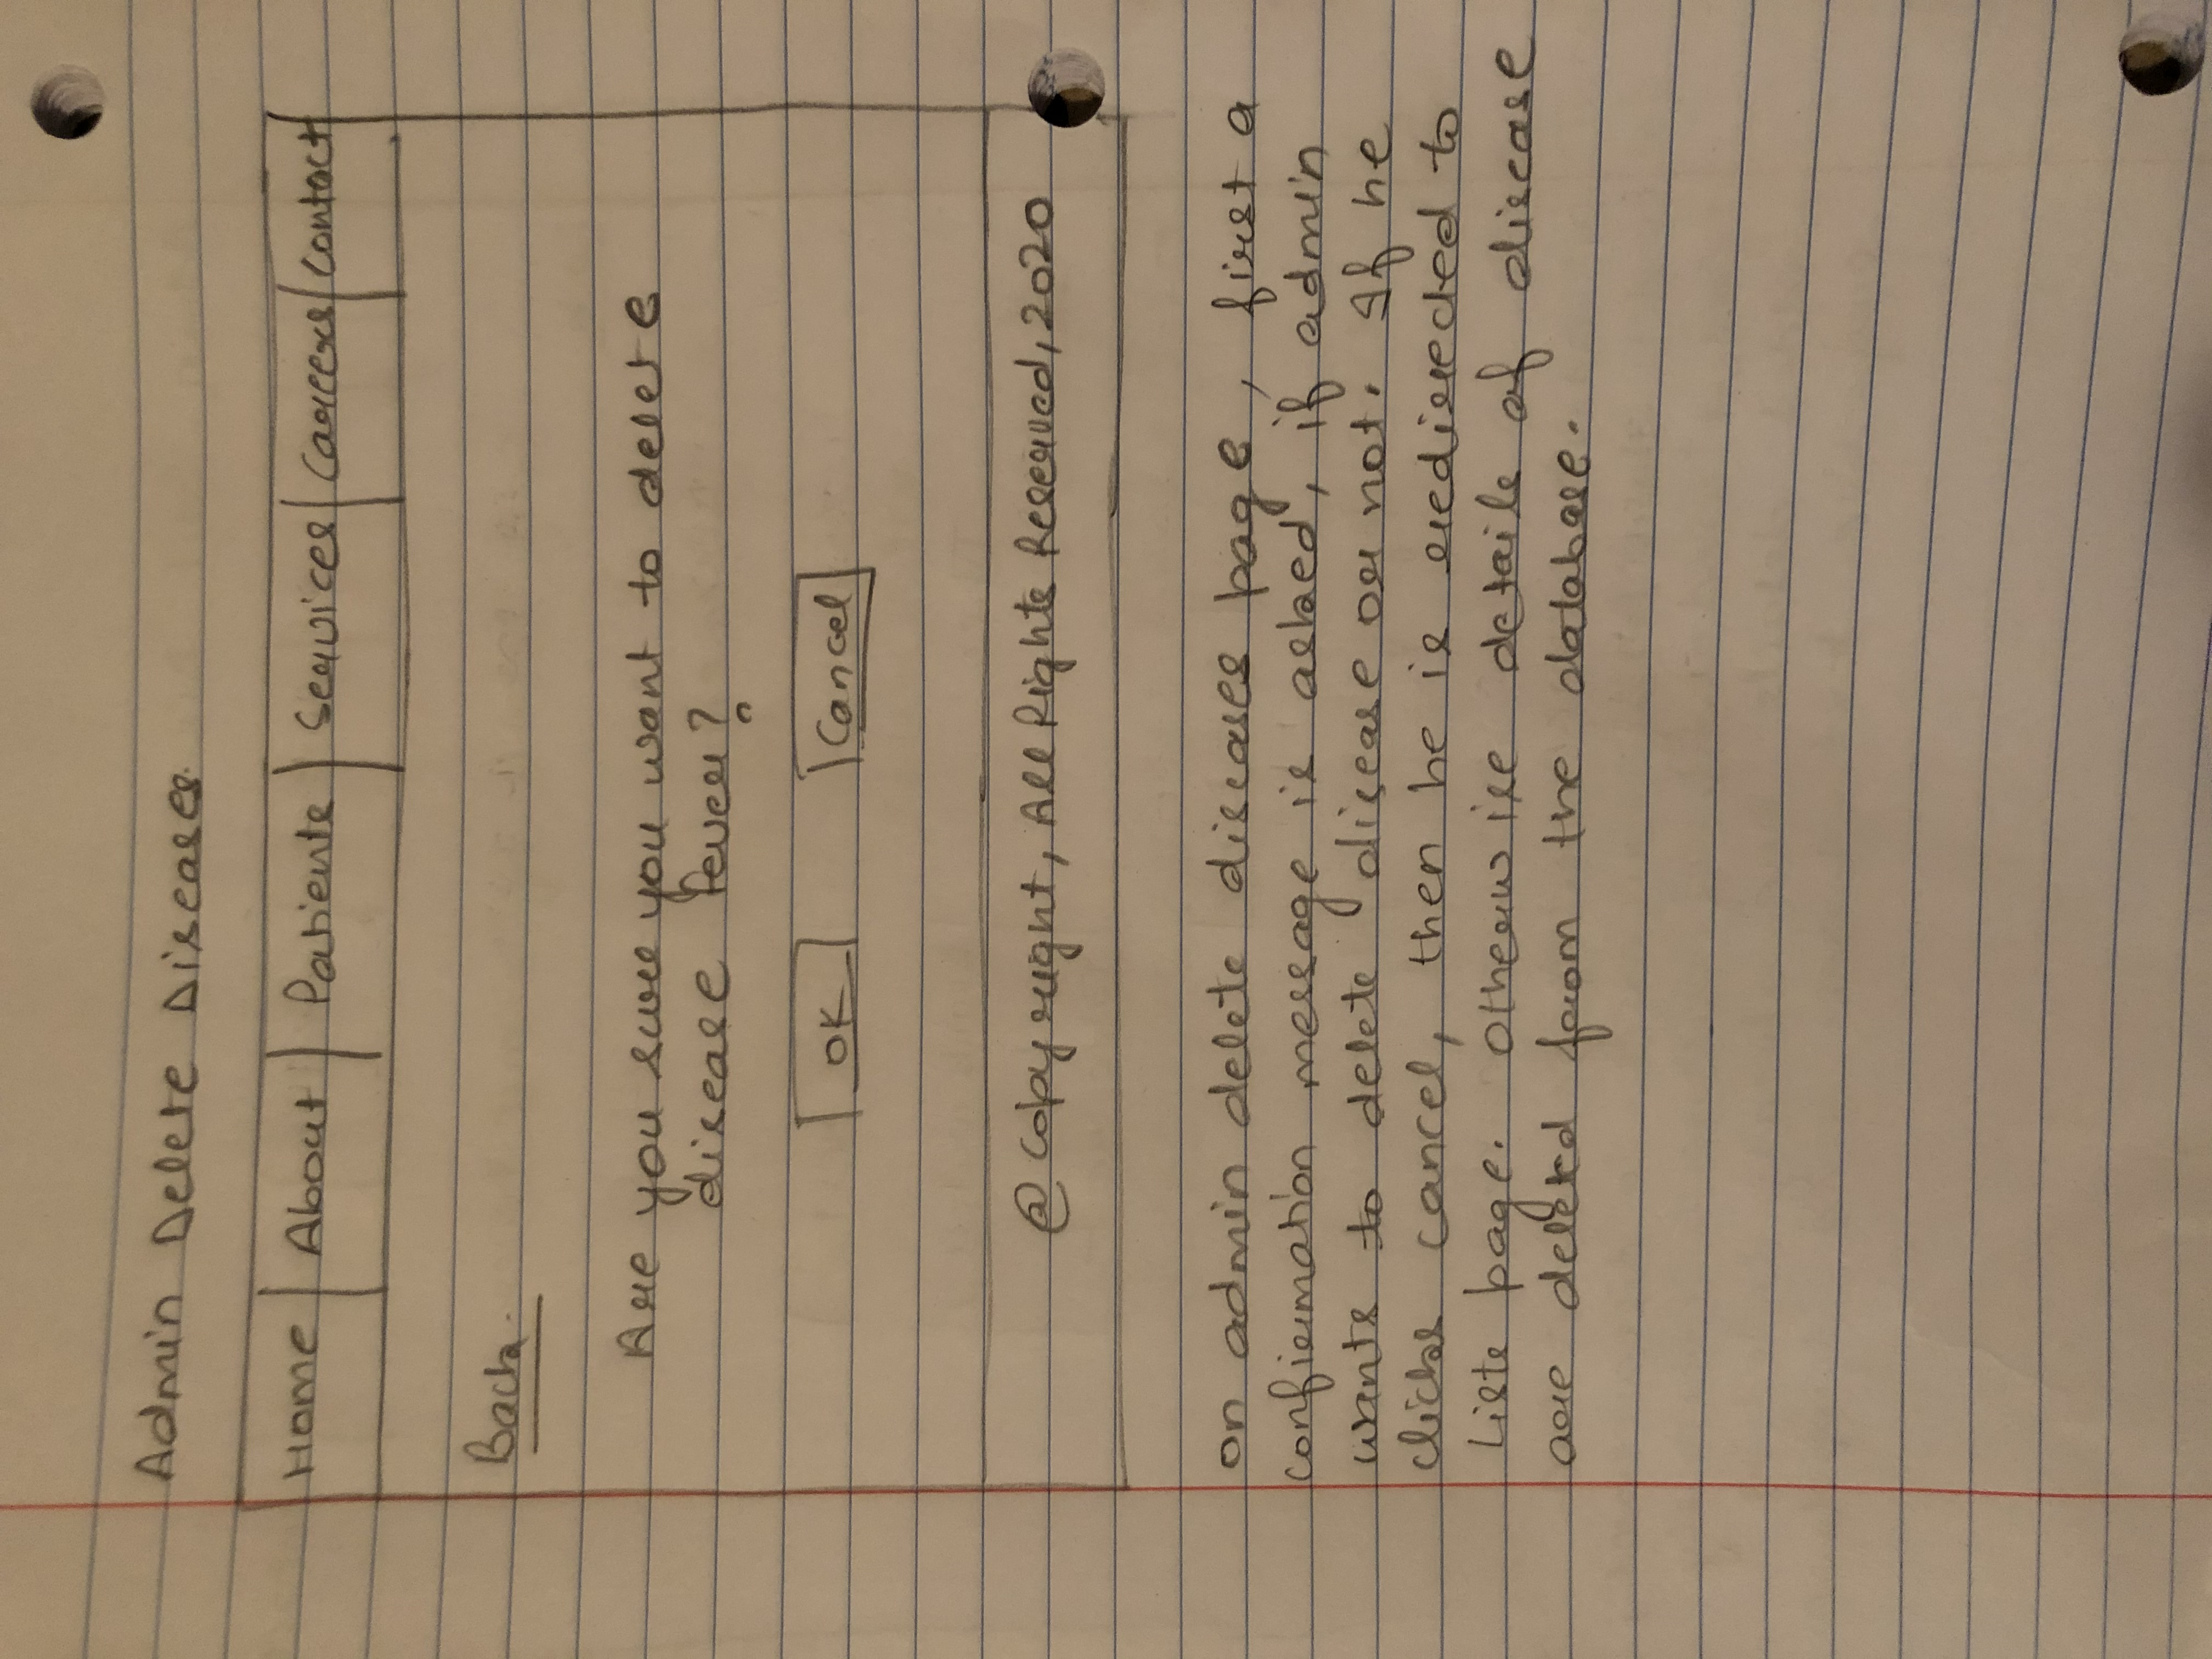 Admin Delete Diseases.
Home About Patients Services Careers Contact
Back.
Are you sure you want to delete
disease fever?
OK Cancel
@ Copyright, All Rights Reserved, 2020
on admin delete diseases page, first a
confirmation message is asked, if admin
wants to delete disease or not. If he
clicks cancel, then he is redirected to
Lists page. Otherwise details of disease
are deleted from the database.